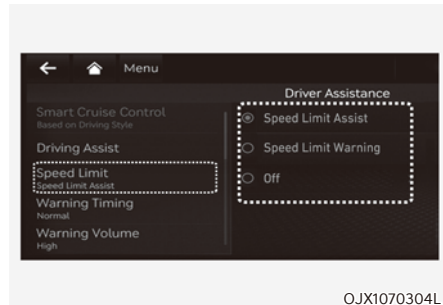 Menu
Driver Assistance
Smart Cruise Control
Based on Driving Style
Driving Assist
Speed Limit
Speed Limit Assist
Warning Timing
Normal
Warning Volume
High
Speed Limit Assist
Speed Limit Warning
Off
OJX1070304L